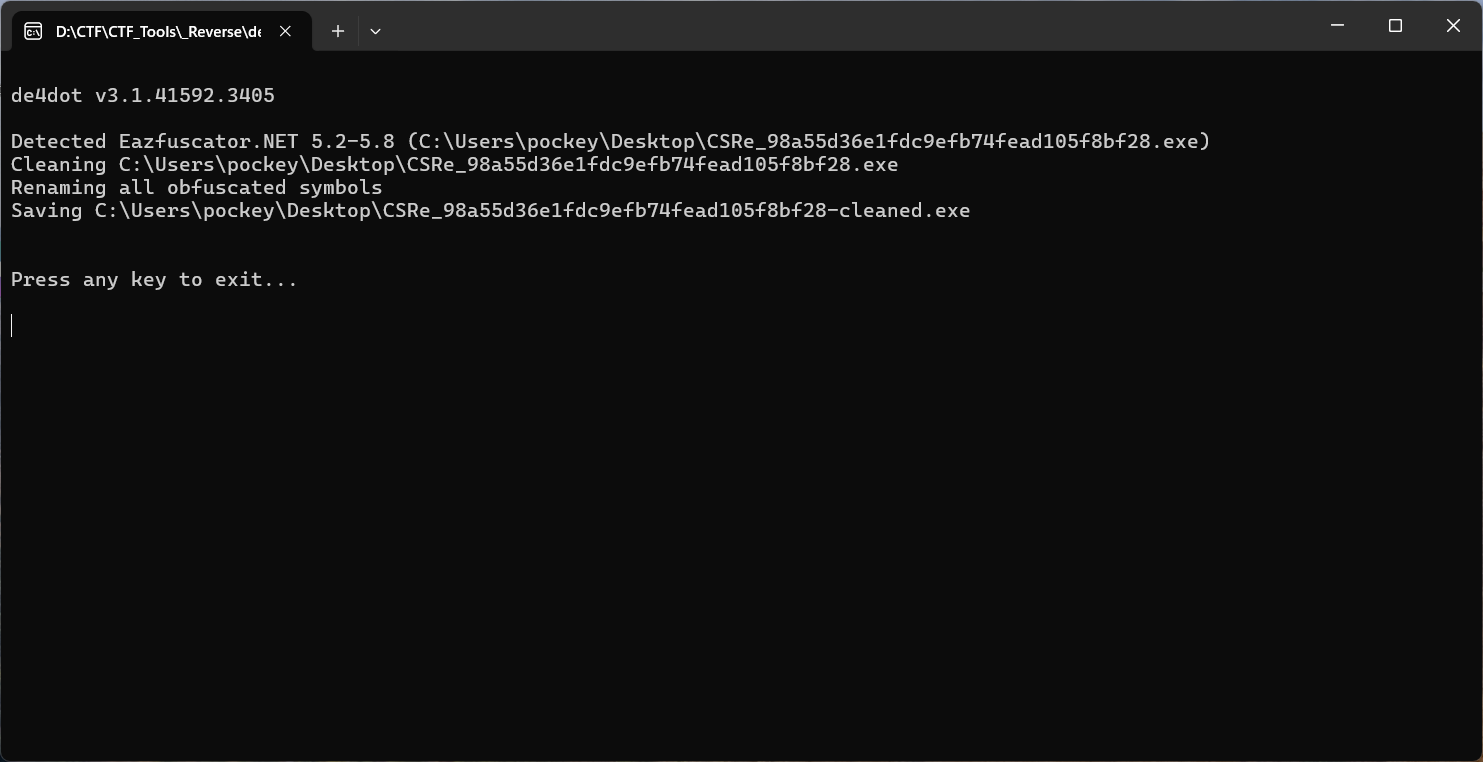 D:\CTF\CTF_Tools\_Reverse\de
de4dot v3.1.41592.3405
Detected Eazfuscator.NET 5.2-5.8 (C:\Users\pockey\Desktop\CSRe_98a55d36e1fdc9efb74fead105f8bf28.exe)
Cleaning C:\Users\pockey\Desktop\CSRe_98a55d36e1fdc9efb74fead105f8bf28.exe
Renaming all obfuscated symbols
Saving C:\Users\pockey\Desktop\CSRe_98a55d36e1fdc9efb74fead105f8bf28-cleaned.exe
Press any key to exit...